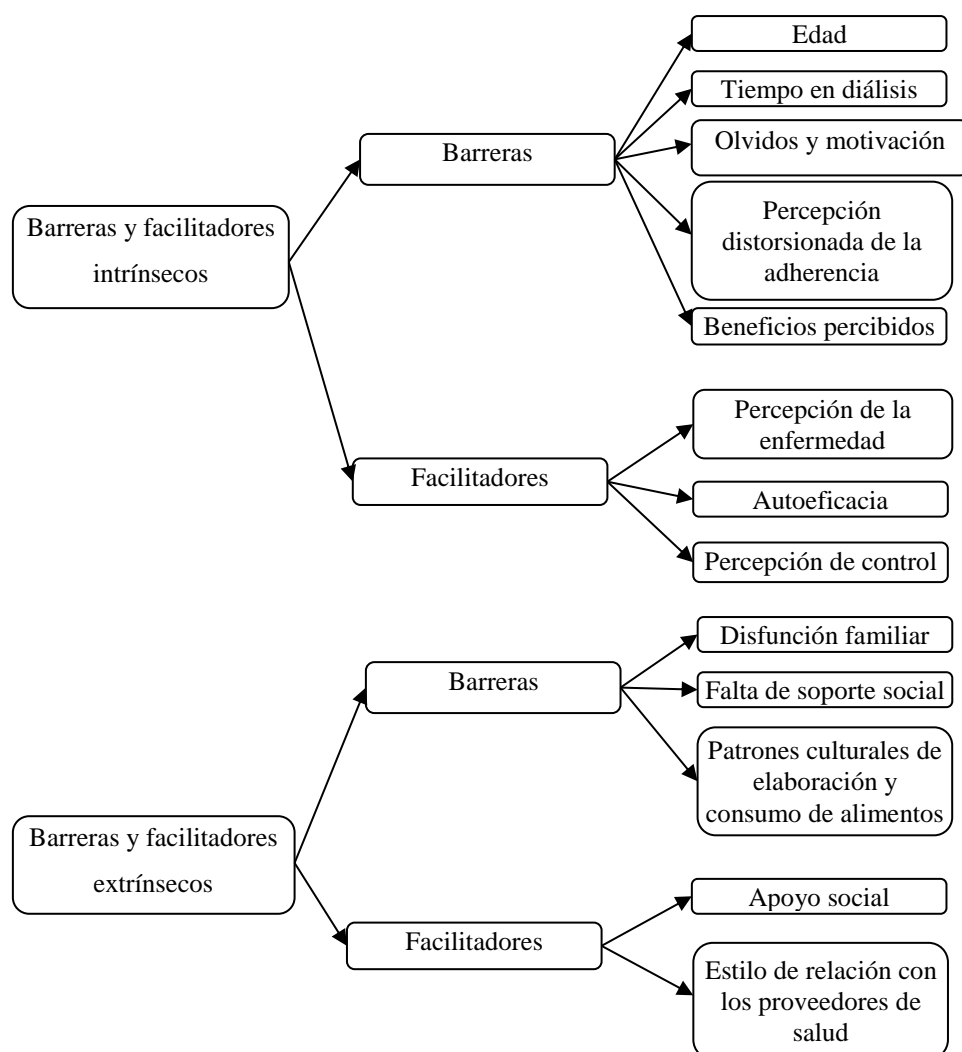 Barreras y facilitadores
intrínsecos
Barreras
Edad
Tiempo en diálisis
Olvidos y motivación
Percepción
distorsionada de la
adherencia
Beneficios percibidos
Facilitadores
Percepción de la
enfermedad
Autoeficacia
Percepción de control
Barreras y facilitadores
extrínsecos
Barreras
Disfunción familiar
Falta de soporte social
Patrones culturales de
elaboración y
consumo de alimentos
Facilitadores
Apoyo social
Estilo de relación con
los proveedores de
salud